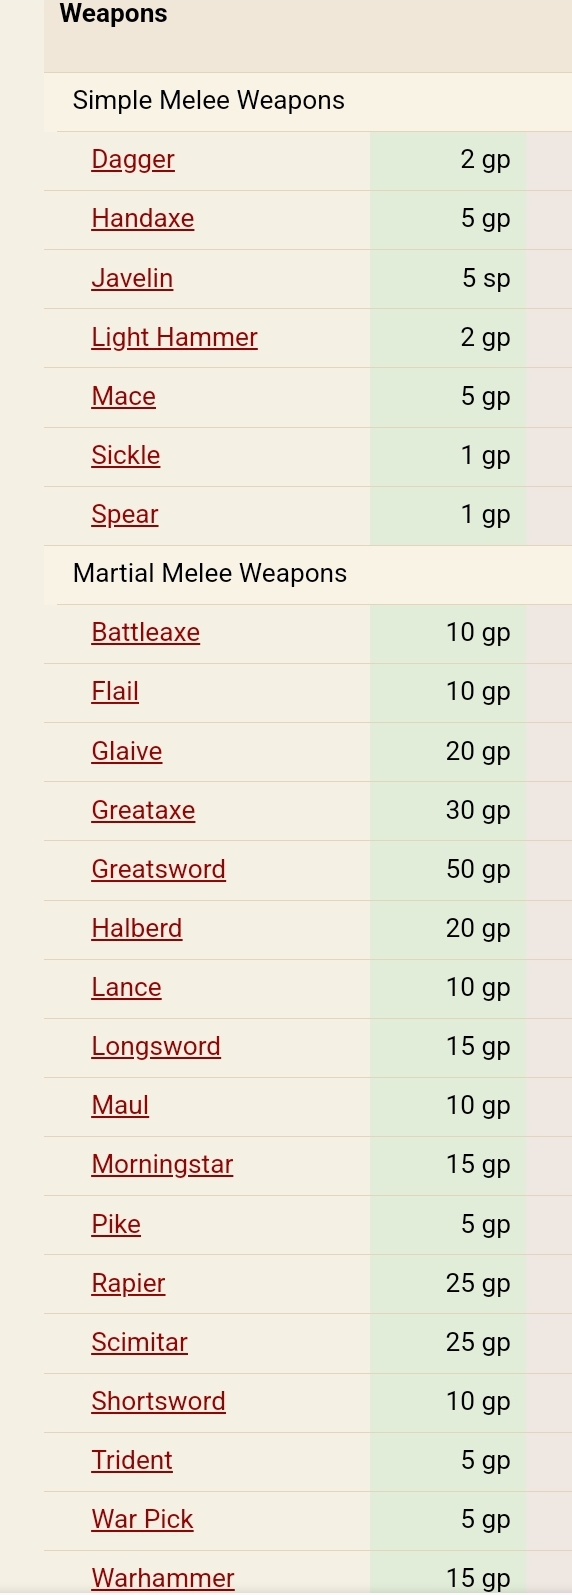 Weapons
Simple Melee Weapons
Dagger 2 gp
Handaxe 5 gp
Javelin 5 sp
Light Hammer 2 gp
Mace 5 gp
Sickle 1 gp
Spear 1 gp
Martial Melee Weapons
Battleaxe 10 gp
Flail 10 gp
Glaive 20 gp
Greataxe 30 gp
Greatsword 50 gp
Halberd 20 gp
Lance 10 gp
Longsword 15 gp
Maul 10 gp
Morningstar 15 gp
Pike 5 gp
Rapier 25 gp
Scimitar 25 gp
Shortsword 10 gp
Trident 5 gp
War Pick 5 gp
Warhammer 15 gp